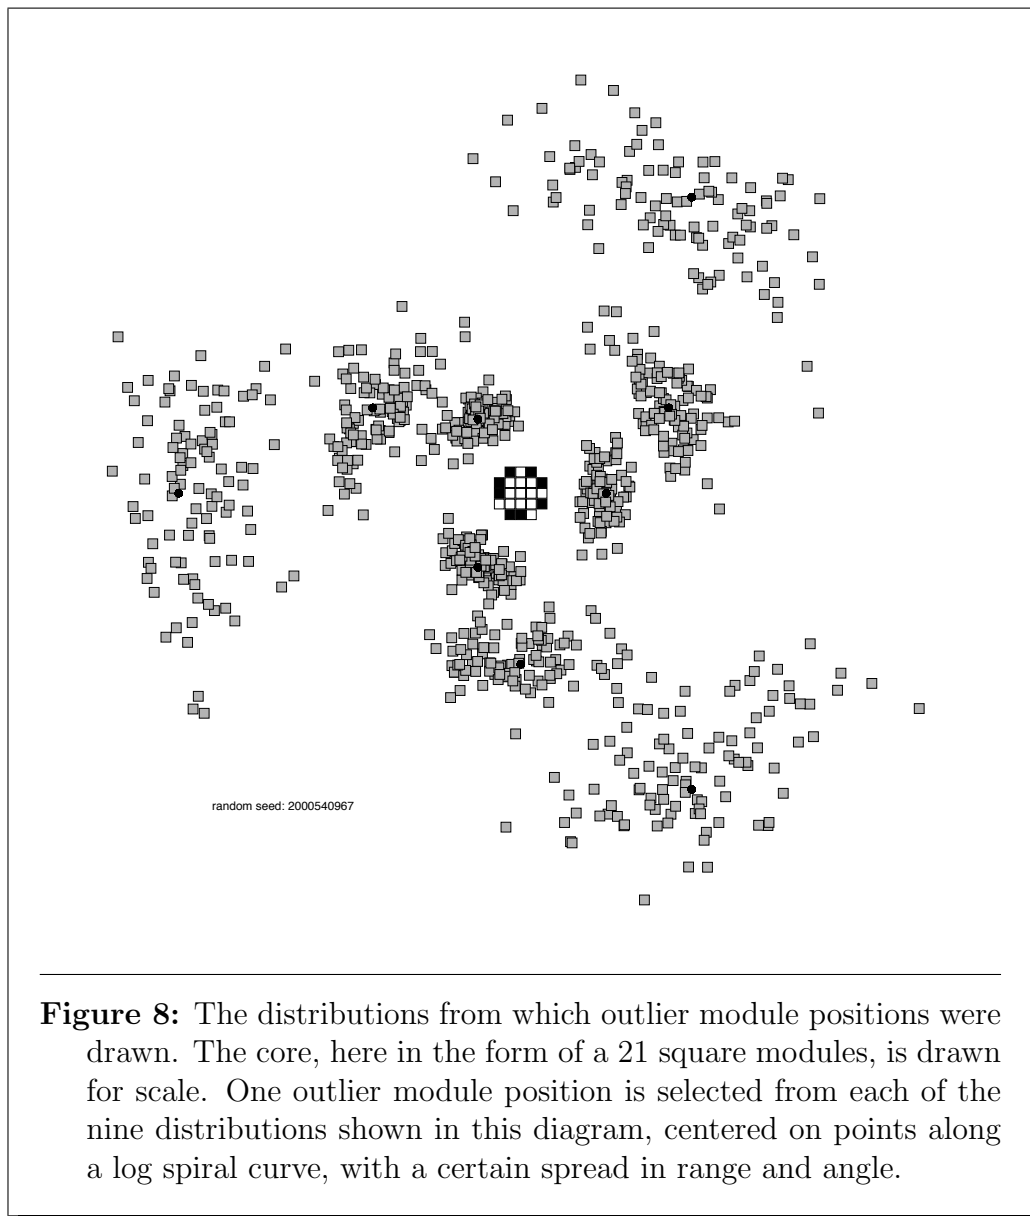 random seed: 2000540967
Figure 8: The distributions from which outlier module positions were
drawn. The core, here in the form of a 21 square modules, is drawn
for scale. One outlier module position is selected from each of the
nine distributions shown in this diagram, centered on points along
a log spiral curve, with a certain spread in range and angle.